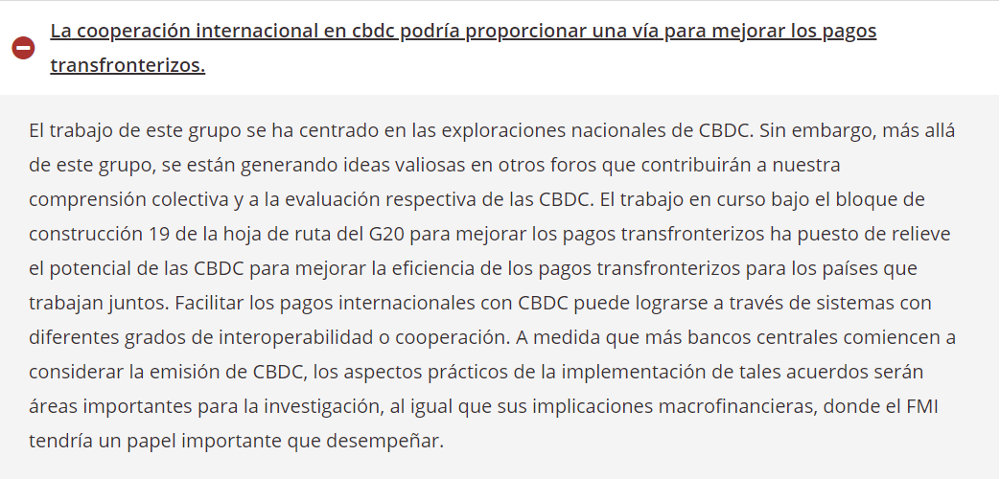 La cooperación internacional en cbdc podría proporcionar una vía para mejorar los pagos
transfronterizos.
El trabajo de este grupo se ha centrado en las exploraciones nacionales de CBDC. Sin embargo, más allá
de este grupo, se están generando ideas valiosas en otros foros que contribuirán a nuestra
comprensión colectiva y a la evaluación respectiva de las CBDC. El trabajo en curso bajo el bloque de
construcción 19 de la hoja de ruta del G20 para mejorar los pagos transfronterizos ha puesto de relieve
el potencial de las CBDC para mejorar la eficiencia de los pagos transfronterizos para los países que
trabajan juntos. Facilitar los pagos internacionales con CBDC puede lograrse a través de sistemas con
diferentes grados de interoperabilidad o cooperación. A medida que más bancos centrales comiencen a
considerar la emisión de CBDC, los aspectos prácticos de la implementación de tales acuerdos serán
áreas importantes para la investigación, al igual que sus implicaciones macrofinancieras, donde el FMI
tendría un papel importante que desempeñar.